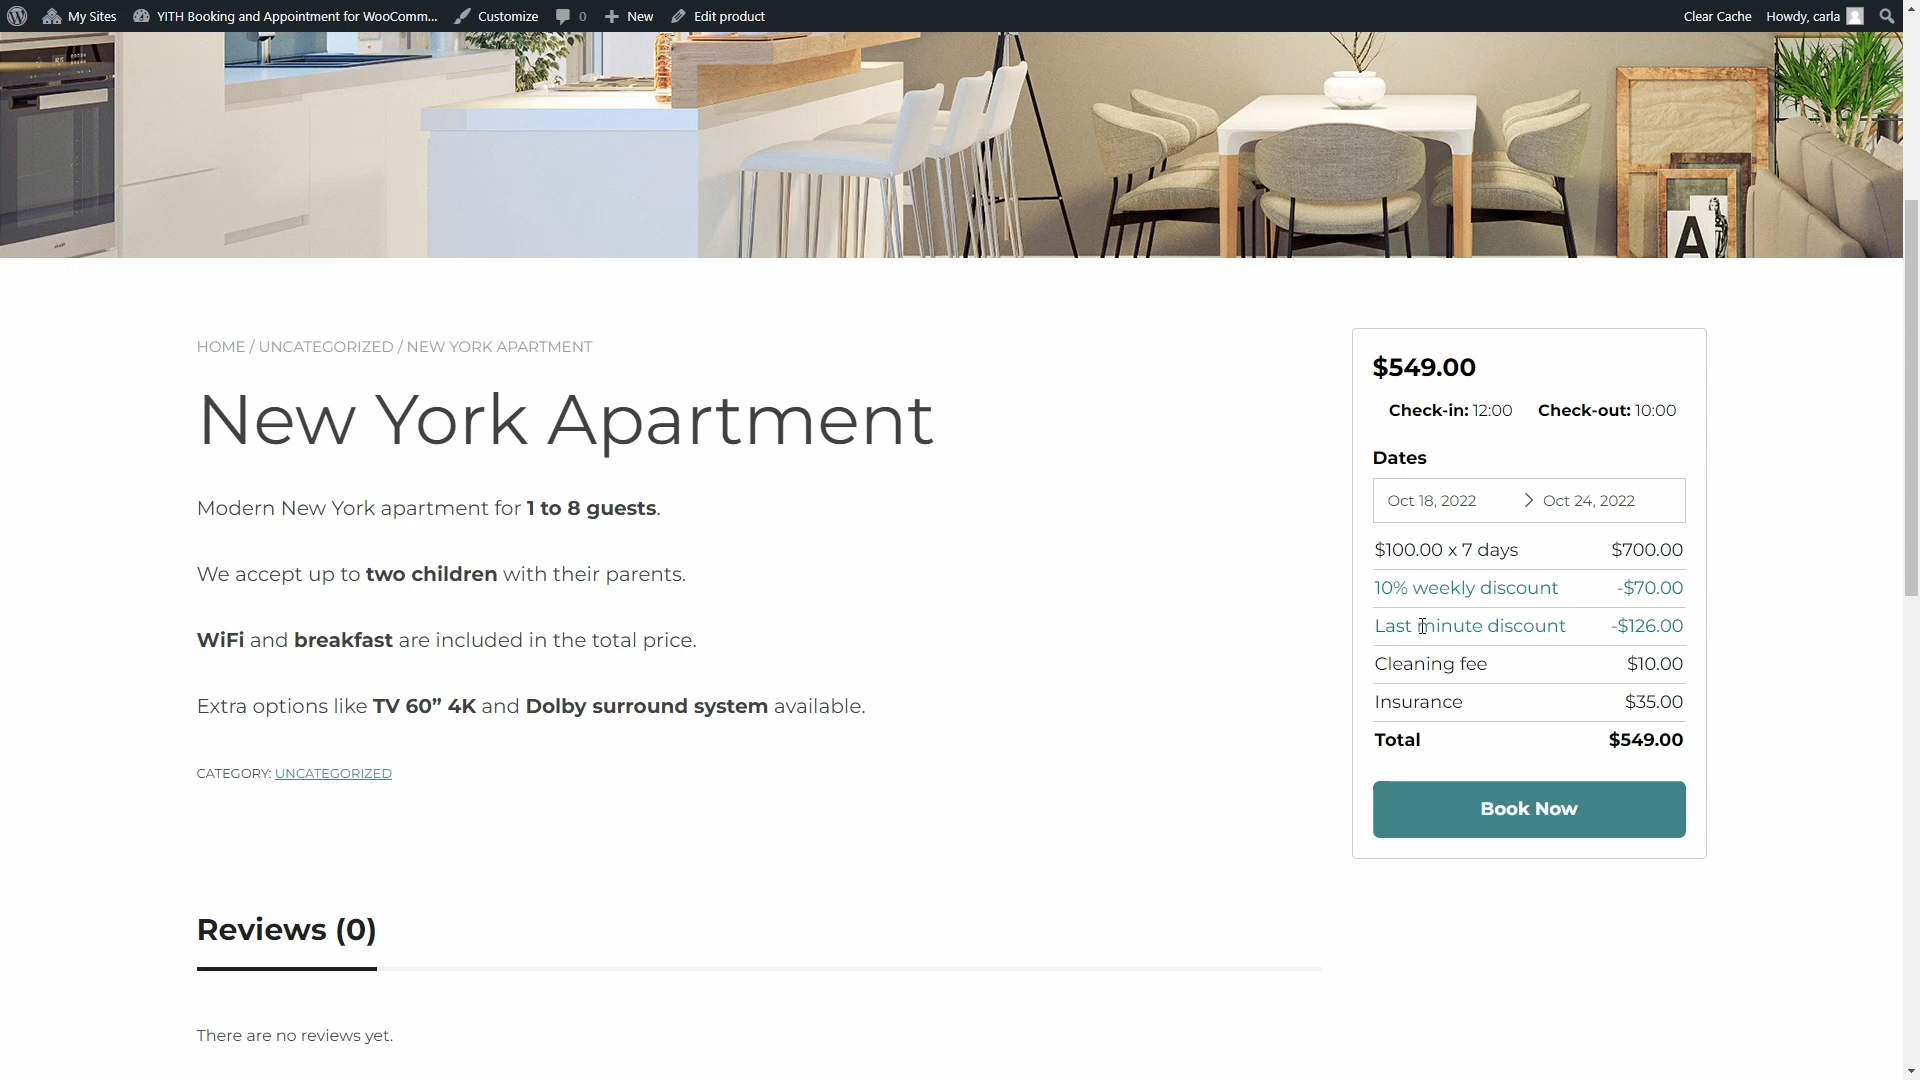 My Sites YITH Booking and Appointment for WooComm... Customize 0 New Edit product Clear Cache Howdy, carla
A
HOME / UNCATEGORIZED / NEW YORK APARTMENT
New York Apartment
Modern New York apartment for 1 to 8 guests.
We accept up to two children with their parents.
WiFi and breakfast are included in the total price.
Extra options like TV 60” 4K and Dolby surround system available.
CATEGORY: UNCATEGORIZED
$549.00
Check-in: 12:00 Check-out: 10:00
Dates
Oct 18, 2022 Oct 24, 2022
$100.00 x 7 days $700.00
10% weekly discount -$70.00
Last minute discount -$126.00
Cleaning fee $10.00
Insurance $35.00
Total $549.00
Book Now
Reviews (0)
There are no reviews yet.